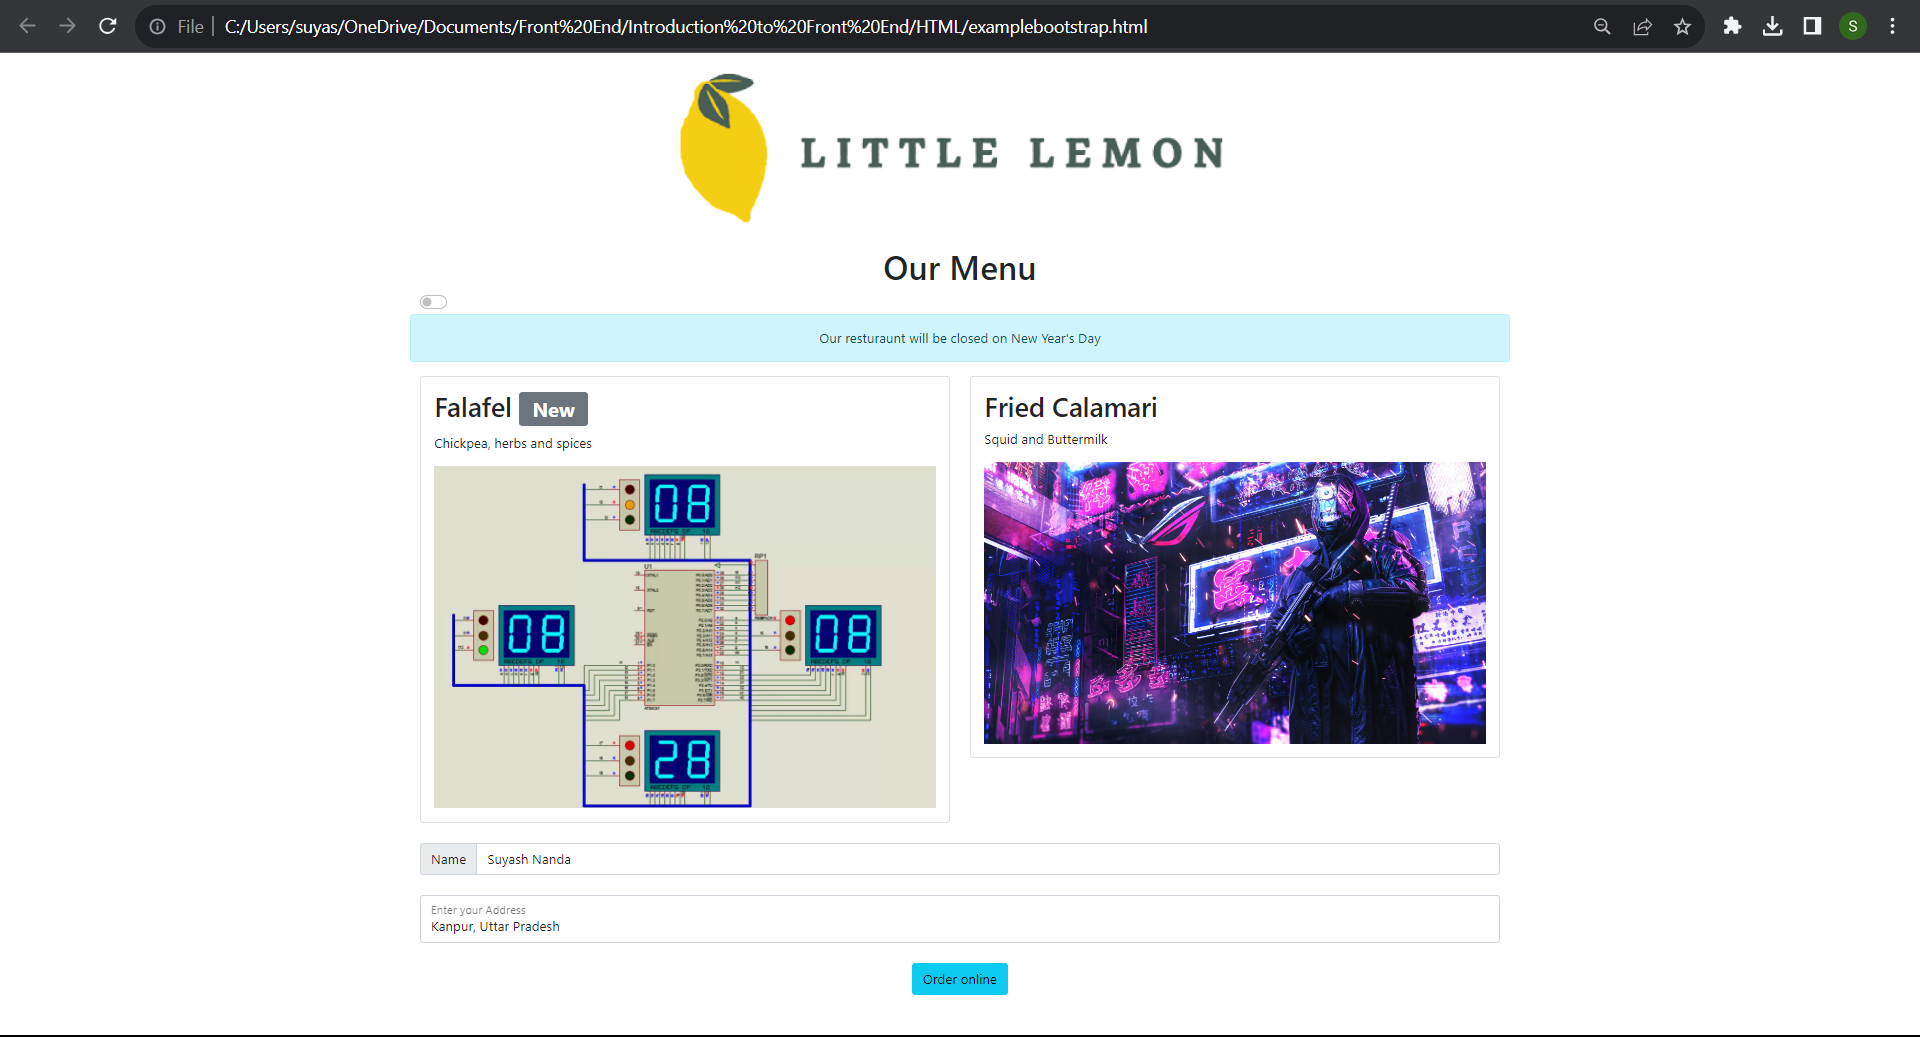 File C:/Users/suyas/OneDrive/Documents/Front%20End/Introduction%20to%20Front%20End/HTML/examplebootstrap.html
S
LITTLE LEMON
Our Menu
Our resturaunt will be closed on New Year's Day
Falafel New
Chickpea, herbs and spices
08
U1
RP1
08
08
28
Fried Calamari
Squid and Buttermilk
Name Suyash Nanda
Enter your Address
Kanpur, Uttar Pradesh
Order online